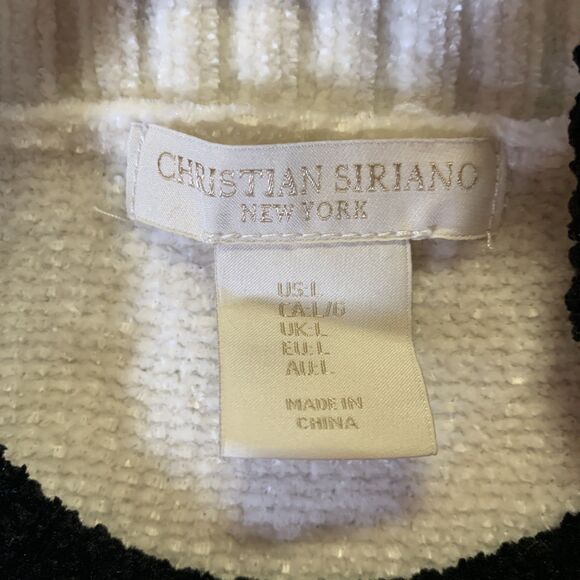 CHRISTIAN SIRIANO
NEW YORK
US:L
CA:L/G
UK:L
EU:L
AU:L
MADE IN
CHINA